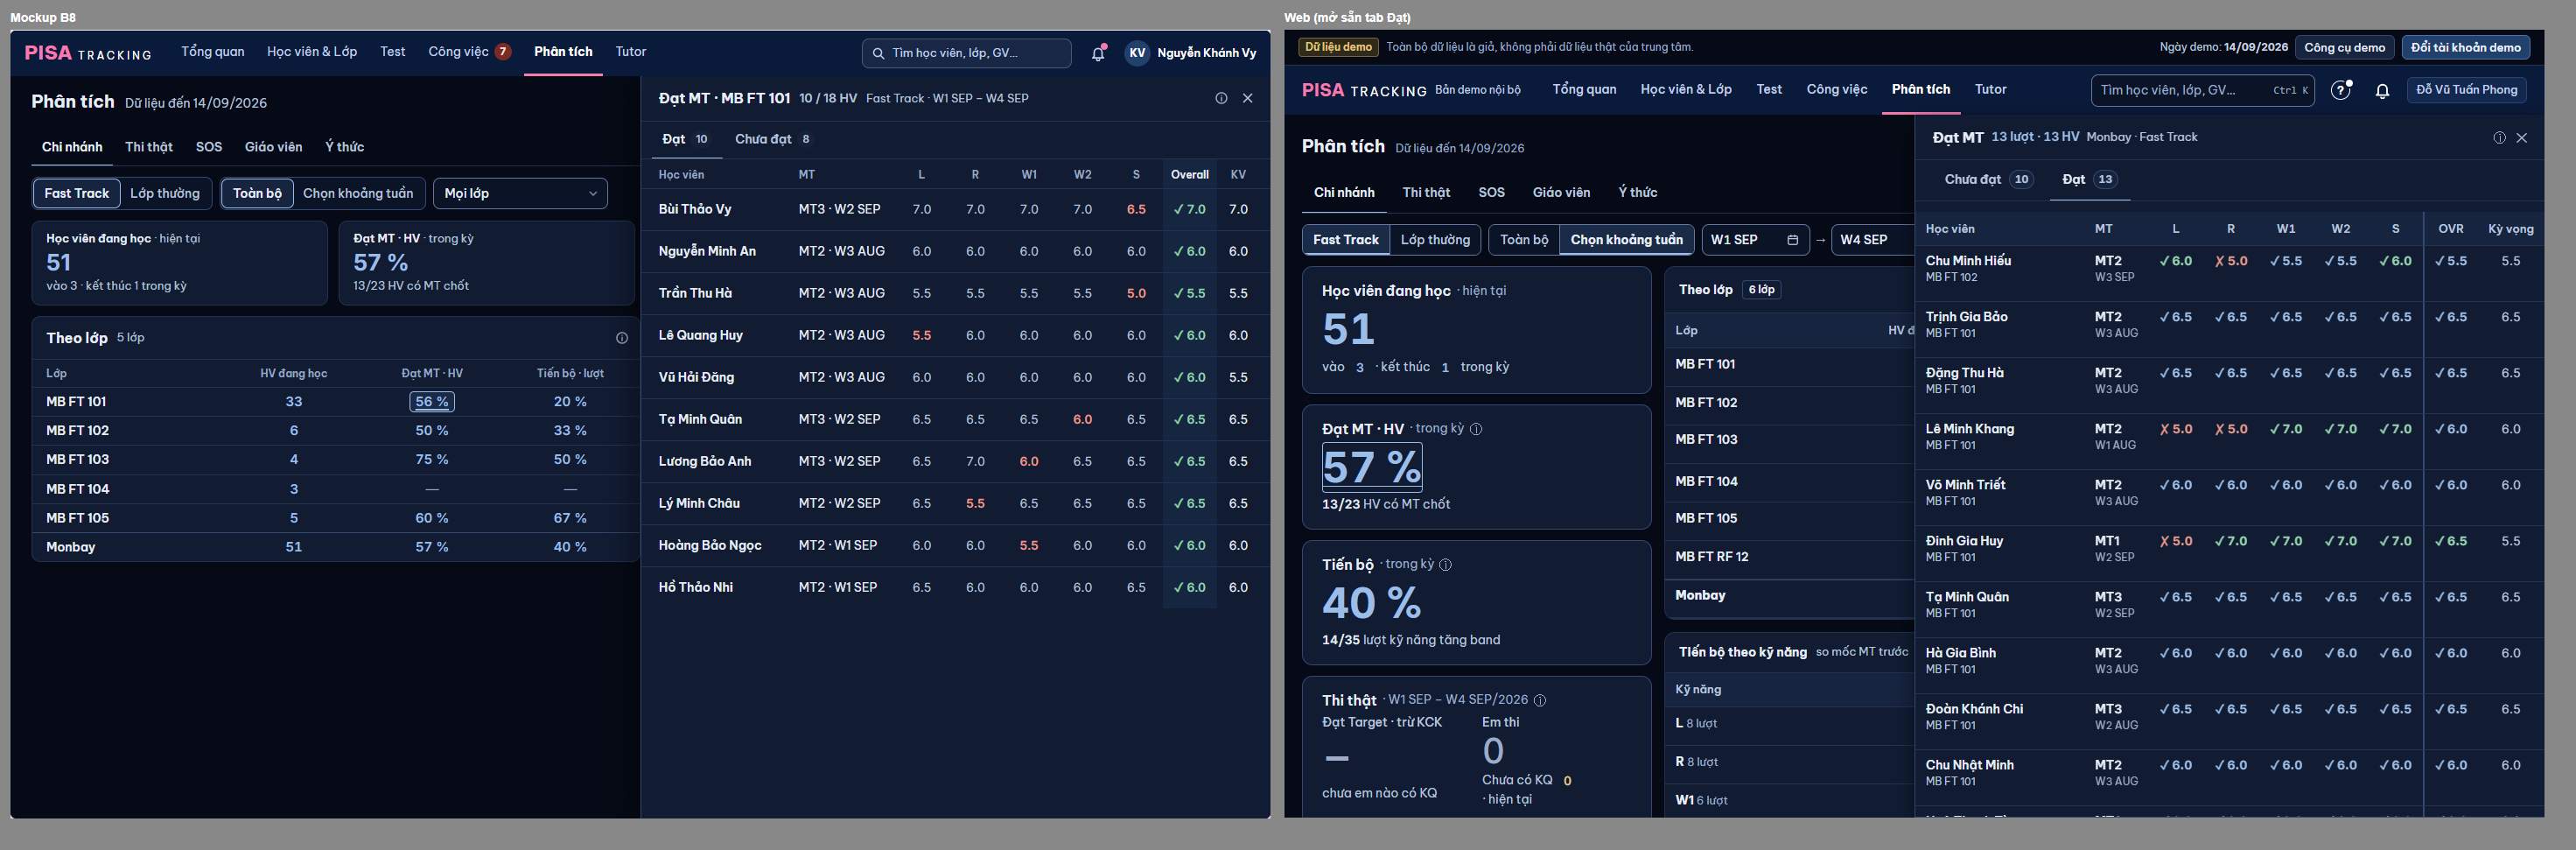 Mockup B8
PISA TRACKING Tổng quan Học viên & Lớp Test Công việc 7 Phân tích Tutor Tìm học viên, lớp, GV... KV Nguyễn Khánh Vy
Phân tích Dữ liệu đến 14/09/2026
Chi nhánh Thi thật SOS Giáo viên Ý thức
Fast Track Lớp thường Toàn bộ Chọn khoảng tuần Mọi lớp
Học viên đang học · hiện tại
51
vào 3 · kết thúc 1 trong kỳ
Đạt MT · HV · trong kỳ
57 %
13/23 HV có MT chốt
Theo lớp 5 lớp
Lớp HV đang học Đạt MT · HV Tiến bộ · lượt
MB FT 101 33 56 % 20 %
MB FT 102 6 50 % 33 %
MB FT 103 4 75 % 50 %
MB FT 104 3 — —
MB FT 105 5 60 % 67 %
Monbay 51 57 % 40 %
Đạt MT · MB FT 101 10 / 18 HV Fast Track · W1 SEP – W4 SEP
Đạt 10 Chưa đạt 8
Học viên MT L R W1 W2 S Overall KV
Bùi Thảo Vy MT3 · W2 SEP 7.0 7.0 7.0 7.0 6.5 ✓ 7.0 7.0
Nguyễn Minh An MT2 · W3 AUG 6.0 6.0 6.0 6.0 6.0 ✓ 6.0 6.0
Trần Thu Hà MT2 · W3 AUG 5.5 5.5 5.5 5.5 5.0 ✓ 5.5 5.5
Lê Quang Huy MT2 · W3 AUG 5.5 6.0 6.0 6.0 6.0 ✓ 6.0 6.0
Vũ Hải Đăng MT2 · W3 AUG 6.0 6.0 6.0 6.0 6.0 ✓ 6.0 5.5
Tạ Minh Quân MT3 · W2 SEP 6.5 6.5 6.5 6.0 6.5 ✓ 6.5 6.5
Lương Bảo Anh MT3 · W2 SEP 6.5 7.0 6.0 6.5 6.5 ✓ 6.5 6.5
Lý Minh Châu MT2 · W2 SEP 6.5 5.5 6.5 6.5 6.5 ✓ 6.5 6.5
Hoàng Bảo Ngọc MT2 · W1 SEP 6.0 6.0 5.5 6.0 6.0 ✓ 6.0 6.0
Hồ Thảo Nhi MT2 · W1 SEP 6.5 6.0 6.0 6.0 6.5 ✓ 6.0 6.0
Web (mở sẵn tab Đạt)
Dữ liệu demo Toàn bộ dữ liệu là giả, không phải dữ liệu thật của trung tâm. Ngày demo: 14/09/2026 Công cụ demo Đổi tài khoản demo
PISA TRACKING Bản demo nội bộ Tổng quan Học viên & Lớp Test Công việc Phân tích Tutor Tìm học viên, lớp, GV... Ctrl K ? Đỗ Vũ Tuấn Phong
Phân tích Dữ liệu đến 14/09/2026
Chi nhánh Thi thật SOS Giáo viên Ý thức
Fast Track Lớp thường Toàn bộ Chọn khoảng tuần W1 SEP → W4 SEP
Học viên đang học · hiện tại
51
vào 3 · kết thúc 1 trong kỳ
Đạt MT · HV · trong kỳ
57 %
13/23 HV có MT chốt
Tiến bộ · trong kỳ
40 %
14/35 lượt kỹ năng tăng band
Thi thật · W1 SEP – W4 SEP/2026
Đạt Target · trừ KCK Em thi
— 0
chưa em nào có KQ Chưa có KQ 0
· hiện tại
Theo lớp 6 lớp
Lớp HV đ
MB FT 101
MB FT 102
MB FT 103
MB FT 104
MB FT 105
MB FT RF 12
Monbay
Tiến bộ theo kỹ năng so mốc MT trước
Kỹ năng
L 8 lượt
R 8 lượt
W1 6 lượt
Đạt MT 13 lượt · 13 HV Monbay · Fast Track
Chưa đạt 10 Đạt 13
Học viên MT L R W1 W2 S OVR Kỳ vọng
Chu Minh Hiếu MT2 ✓ 6.0 ✗ 5.0 ✓ 5.5 ✓ 5.5 ✓ 6.0 ✓ 5.5 5.5
MB FT 102 W3 SEP
Trịnh Gia Bảo MT2 ✓ 6.5 ✓ 6.5 ✓ 6.5 ✓ 6.5 ✓ 6.5 ✓ 6.5 6.5
MB FT 101 W3 AUG
Đặng Thu Hà MT2 ✓ 6.5 ✓ 6.5 ✓ 6.5 ✓ 6.5 ✓ 6.5 ✓ 6.5 6.5
MB FT 101 W3 AUG
Lê Minh Khang MT2 ✗ 5.0 ✗ 5.0 ✓ 7.0 ✓ 7.0 ✓ 7.0 ✓ 6.0 6.0
MB FT 101 W1 AUG
Võ Minh Triết MT2 ✓ 6.0 ✓ 6.0 ✓ 6.0 ✓ 6.0 ✓ 6.0 ✓ 6.0 6.0
MB FT 101 W3 AUG
Đinh Gia Huy MT1 ✗ 5.0 ✓ 7.0 ✓ 7.0 ✓ 7.0 ✓ 7.0 ✓ 6.5 5.5
MB FT 101 W2 SEP
Tạ Minh Quân MT3 ✓ 6.5 ✓ 6.5 ✓ 6.5 ✓ 6.5 ✓ 6.5 ✓ 6.5 6.5
MB FT 101 W2 SEP
Hà Gia Bình MT2 ✓ 6.0 ✓ 6.0 ✓ 6.0 ✓ 6.0 ✓ 6.0 ✓ 6.0 6.0
MB FT 101 W3 AUG
Đoàn Khánh Chi MT3 ✓ 6.5 ✓ 6.5 ✓ 6.5 ✓ 6.5 ✓ 6.5 ✓ 6.5 6.5
MB FT 101 W2 AUG
Chu Nhật Minh MT2 ✓ 6.0 ✓ 6.0 ✓ 6.0 ✓ 6.0 ✓ 6.0 ✓ 6.0 6.0
MB FT 101 W3 AUG